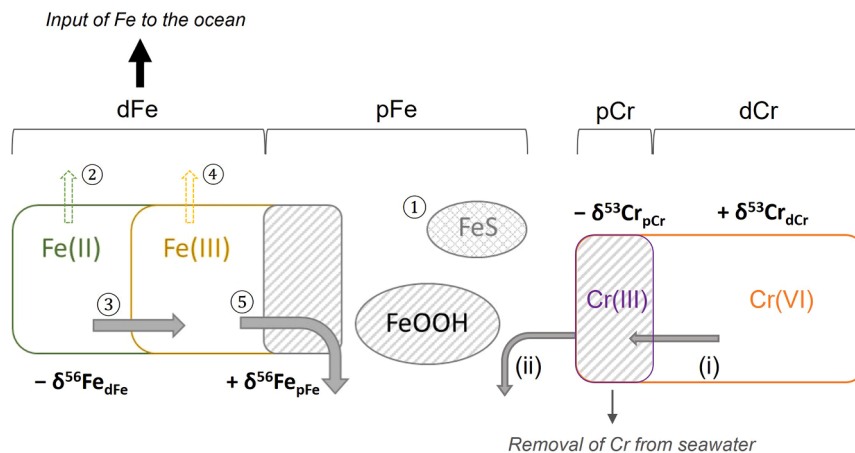 Input of Fe to the ocean
dFe
pFe
pCr
dCr
② ④ ①
FeS
− δ⁵³Cr_pCr
+ δ⁵³Cr_dCr
Fe(II)
Fe(III)
Cr(III)
Cr(VI)
③ ⑤
FeOOH
(ii)
(i)
− δ⁵⁶Fe_dFe
+ δ⁵⁶Fe_pFe
Removal of Cr from seawater